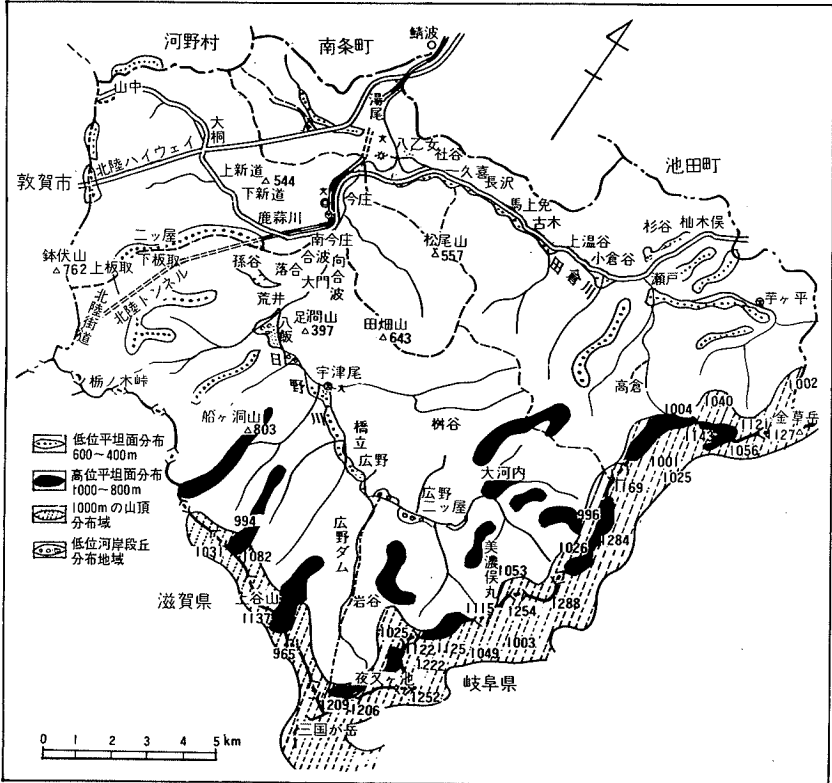 鯖波
河野村
南条町
山中
湯尾
大桐
八乙女
社谷
北陸ハイウェイ
池田町
久喜
長沢
敦賀市
上新道
544
下新道
馬上免
今庄
古木
杉谷
杣木俣
鹿蒜川
上温谷
小倉谷
二ッ屋
南今庄
松尾山
557
鉢伏山
762
上板取
下板取
合波
向合波
田倉川
瀬戸
孫谷
落合
大門
芋ヶ平
北陸トンネル
荒井
北陸街道
足間山
397
田畑山
643
八飯
日野川
宇津尾
高倉
1002
栃ノ木峠
1040
船ヶ洞山
803
橋立
桝谷
1004
金草岳
1143
1056
低位平坦面分布
600〜400m
広野
1001
1025
高位平坦面分布
1000〜800m
大河内
1169
広野二ッ屋
996
1000mの山頂
分布域
994
1284
1031
1082
広野ダム
1026
低位河岸段丘
分布地域
美濃俣丸
1053
滋賀県
岩谷
1288
1115
1254
1137
1025
1003
1122
1125
965
1049
1222
夜叉ヶ池
岐阜県
1252
1209
1206
三国が岳
0 1 2 3 4 5 km